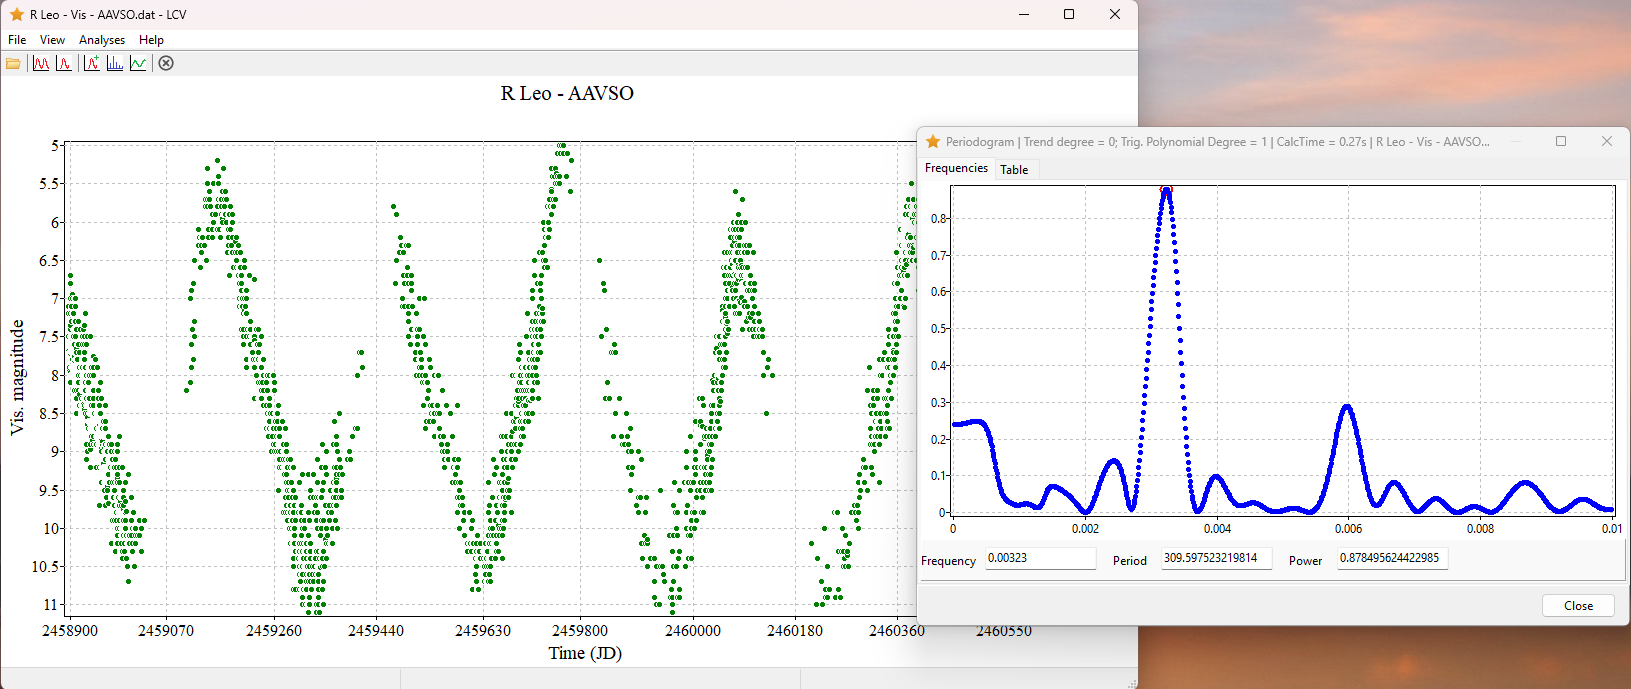 R Leo - Vis - AAVSO.dat - LCV
File View Analyses Help
R Leo - AAVSO
Vis. magnitude
5
5.5
6
6.5
7
7.5
8
8.5
9
9.5
10
10.5
11
2458900 2459070 2459260 2459440 2459630 2459800 2460000 2460180 2460360 2460550
Time (JD)
Periodogram | Trend degree = 0; Trig. Polynomial Degree = 1 | CalcTime = 0.27s | R Leo - Vis - AAVSO...
Frequencies Table
0.8
0.7
0.6
0.5
0.4
0.3
0.2
0.1
0
0 0.002 0.004 0.006 0.008 0.01
Frequency 0.00323 Period 309.597523219814 Power 0.878495624422985
Close